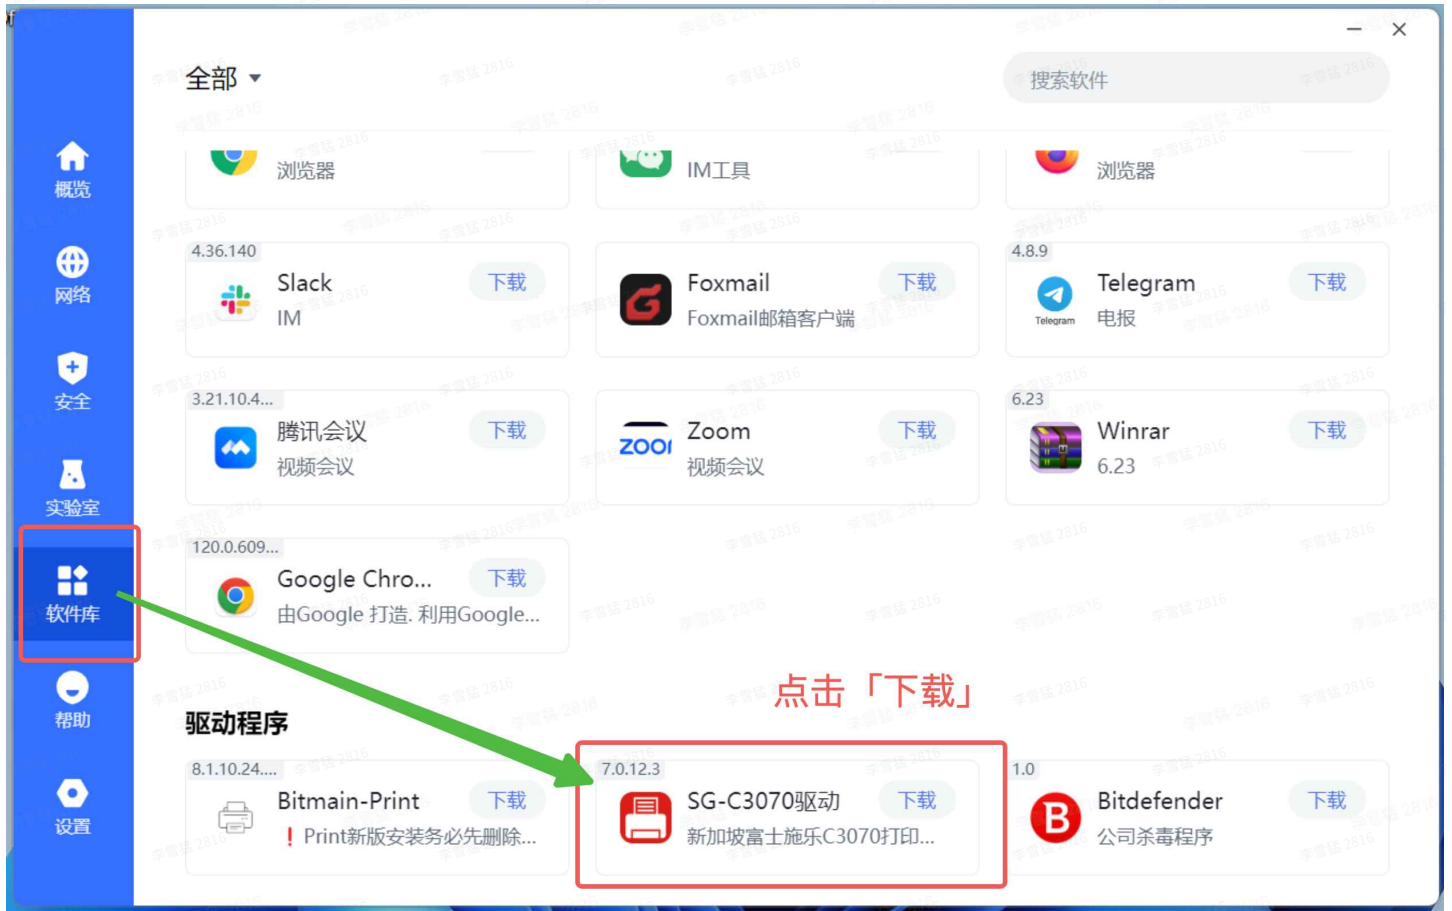 全部
搜索软件
概览
网络
安全
实验室
软件库
帮助
设置
浏览器
IM工具
浏览器
4.36.140
Slack
下载
IM
Foxmail
下载
Foxmail邮箱客户端
4.8.9
Telegram
下载
Telegram
电报
3.21.10.4...
腾讯会议
下载
视频会议
Zoom
下载
ZOO
视频会议
6.23
Winrar
下载
6.23
120.0.609...
Google Chro...
下载
由Google 打造. 利用Google...
点击「下载」
驱动程序
8.1.10.24....
Bitmain-Print
下载
❗ Print新版安装务必先删除...
7.0.12.3
SG-C3070驱动
下载
新加坡富士施乐C3070打印...
1.0
B
Bitdefender
下载
公司杀毒程序
李雪猛 2816